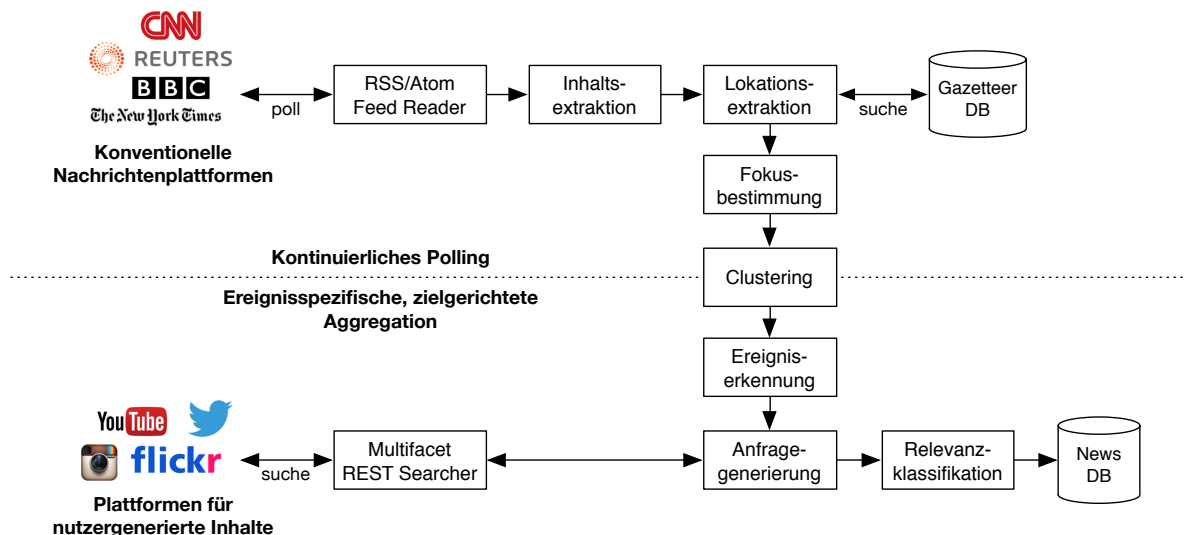 CNN
REUTERS
BBC
The New York Times
Konventionelle
Nachrichtenplattformen
poll
RSS/Atom
Feed Reader
Inhalts-
extraktion
Lokations-
extraktion
suche
Gazetteer
DB
Fokus-
bestimmung
Kontinuierliches Polling
Clustering
Ereignisspezifische, zielgerichtete
Aggregation
Ereignis-
erkennung
YouTube
flickr
Plattformen für
nutzergenerierte Inhalte
suche
Multifacet
REST Searcher
Anfrage-
generierung
Relevanz-
klassifikation
News
DB